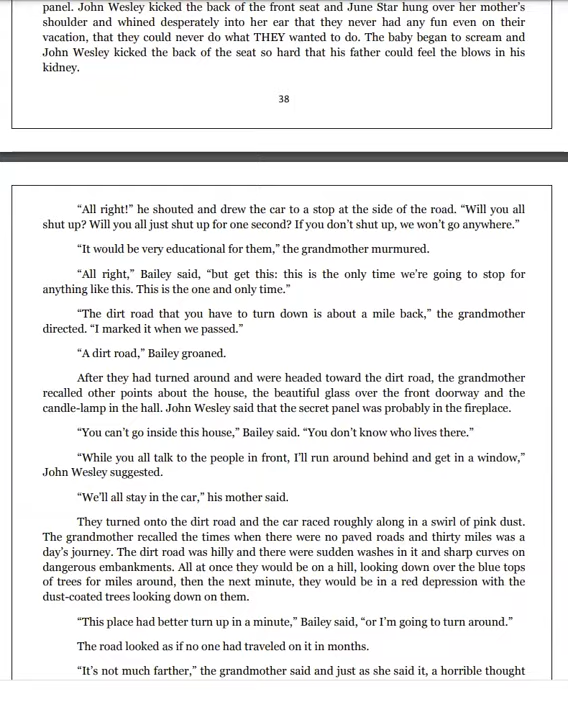 panel. John Wesley kicked the back of the front seat and June Star hung over her mother’s
shoulder and whined desperately into her ear that they never had any fun even on their
vacation, that they could never do what THEY wanted to do. The baby began to scream and
John Wesley kicked the back of the seat so hard that his father could feel the blows in his
kidney.
38
“All right!” he shouted and drew the car to a stop at the side of the road. “Will you all
shut up? Will you all just shut up for one second? If you don’t shut up, we won’t go anywhere.”
“It would be very educational for them,” the grandmother murmured.
“All right,” Bailey said, “but get this: this is the only time we’re going to stop for
anything like this. This is the one and only time.”
“The dirt road that you have to turn down is about a mile back,” the grandmother
directed. “I marked it when we passed.”
“A dirt road,” Bailey groaned.
After they had turned around and were headed toward the dirt road, the grandmother
recalled other points about the house, the beautiful glass over the front doorway and the
candle-lamp in the hall. John Wesley said that the secret panel was probably in the fireplace.
“You can’t go inside this house,” Bailey said. “You don’t know who lives there.”
“While you all talk to the people in front, I’ll run around behind and get in a window,”
John Wesley suggested.
“We’ll all stay in the car,” his mother said.
They turned onto the dirt road and the car raced roughly along in a swirl of pink dust.
The grandmother recalled the times when there were no paved roads and thirty miles was a
day’s journey. The dirt road was hilly and there were sudden washes in it and sharp curves on
dangerous embankments. All at once they would be on a hill, looking down over the blue tops
of trees for miles around, then the next minute, they would be in a red depression with the
dust-coated trees looking down on them.
“This place had better turn up in a minute,” Bailey said, “or I’m going to turn around.”
The road looked as if no one had traveled on it in months.
“It’s not much farther,” the grandmother said and just as she said it, a horrible thought